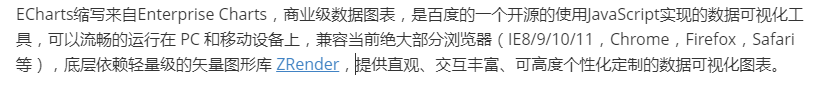 ECharts缩写来自Enterprise Charts，商业级数据图表，是百度的一个开源的使用JavaScript实现的数据可视化工
具，可以流畅的运行在 PC 和移动设备上，兼容当前绝大部分浏览器（IE8/9/10/11，Chrome，Firefox，Safari
等），底层依赖轻量级的矢量图形库 ZRender，提供直观、交互丰富、可高度个性化定制的数据可视化图表。